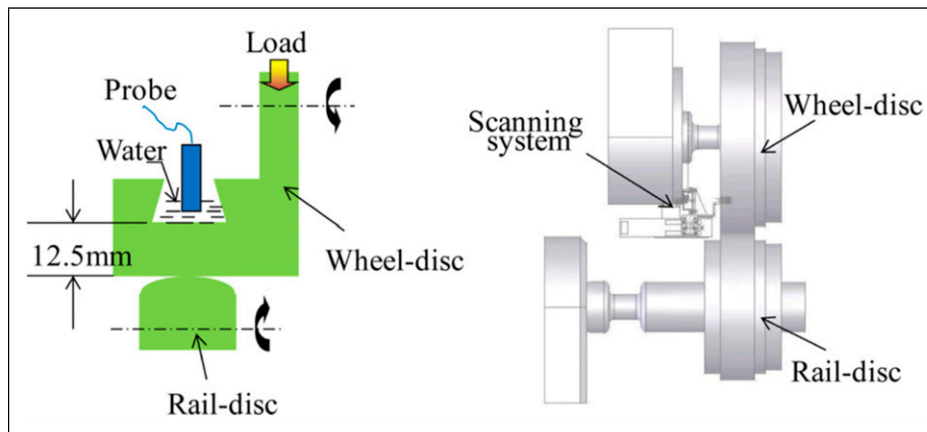 Load
Probe
Water
12.5mm
Wheel-disc
Rail-disc
Wheel-disc
Scanning
system
Rail-disc